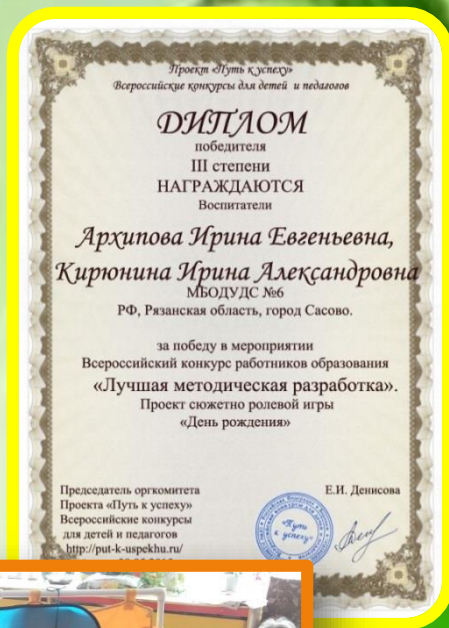 Проект «Путь к успеху»
Всероссийские конкурсы для детей и педагогов
ДИПЛОМ
победителя
III степени
НАГРАЖДАЮТСЯ
Воспитатели
Архипова Ирина Евгеньевна,
Кирюнина Ирина Александровна
МБОДУДС №6
РФ, Рязанская область, город Сасово.
за победу в мероприятии
Всероссийский конкурс работников образования
«Лучшая методическая разработка».
Проект сюжетно ролевой игры
«День рождения»
Председатель оргкомитета
Проекта «Путь к успеху»
Всероссийские конкурсы
для детей и педагогов
http://put-k-uspekhu.ru/
Е.И. Денисова
«Путь
к успеху»